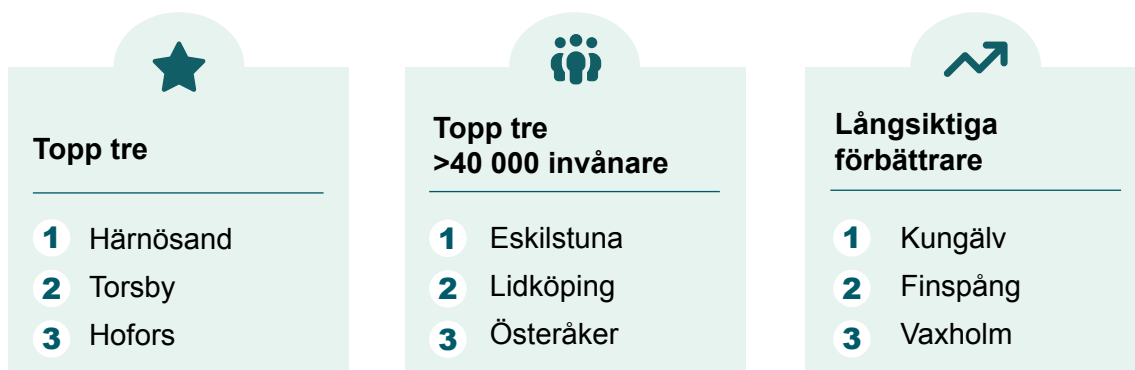 Topp tre
1 Härnösand
2 Torsby
3 Hofors
Topp tre
>40 000 invånare
1 Eskilstuna
2 Lidköping
3 Österåker
Långsiktiga
förbättrare
1 Kungälv
2 Finspång
3 Vaxholm